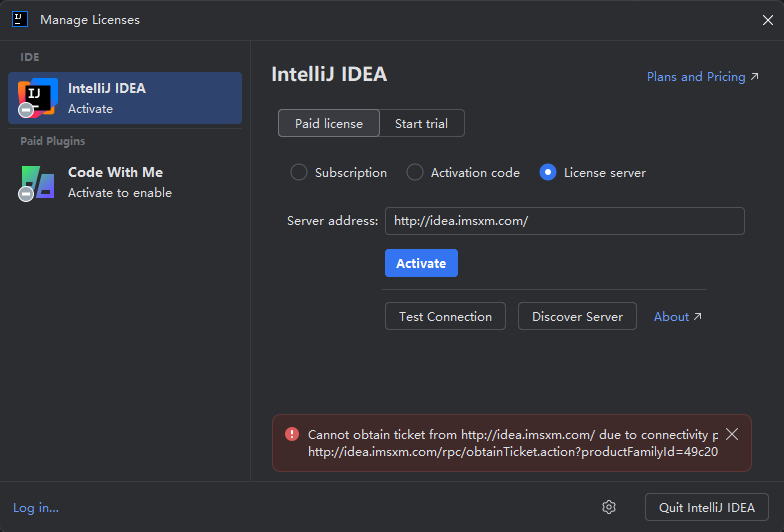 Manage Licenses
IDE
IntelliJ IDEA
Activate
Paid Plugins
Code With Me
Activate to enable
IntelliJ IDEA
Plans and Pricing
Paid license
Start trial
Subscription
Activation code
License server
Server address:
http://idea.imsxm.com/
Activate
Test Connection
Discover Server
About
Cannot obtain ticket from http://idea.imsxm.com/ due to connectivity p
http://idea.imsxm.com/rpc/obtainTicket.action?productFamilyId=49c20
Log in...
Quit IntelliJ IDEA